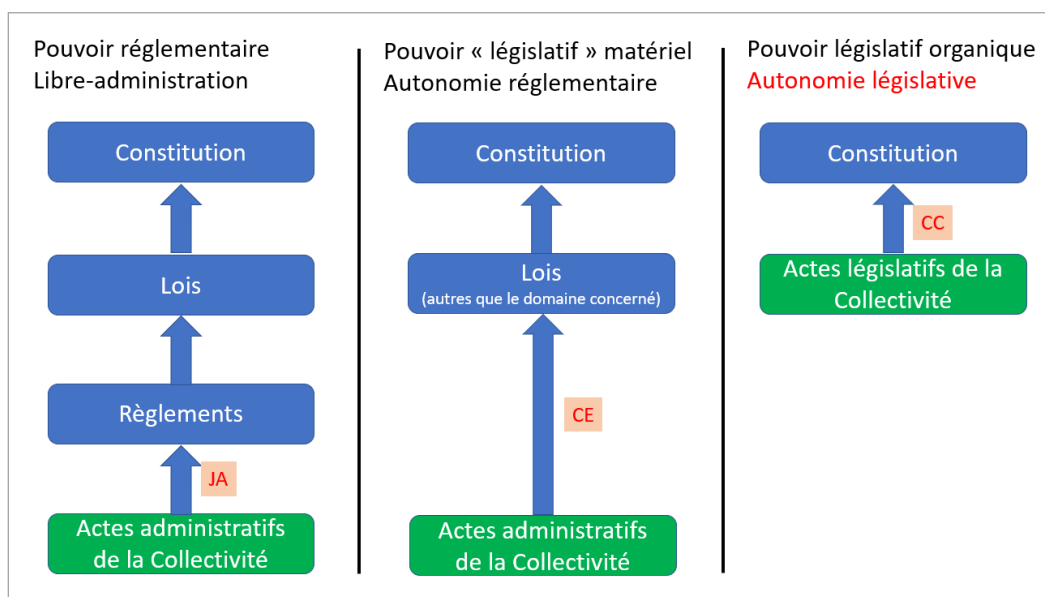 Pouvoir réglementaire
Libre-administration
Constitution
Lois
Règlements
JA
Actes administratifs
de la Collectivité
Pouvoir « législatif » matériel
Autonomie réglementaire
Constitution
Lois
(autres que le domaine concerné)
CE
Actes administratifs
de la Collectivité
Pouvoir législatif organique
Autonomie législative
Constitution
CC
Actes législatifs de la
Collectivité